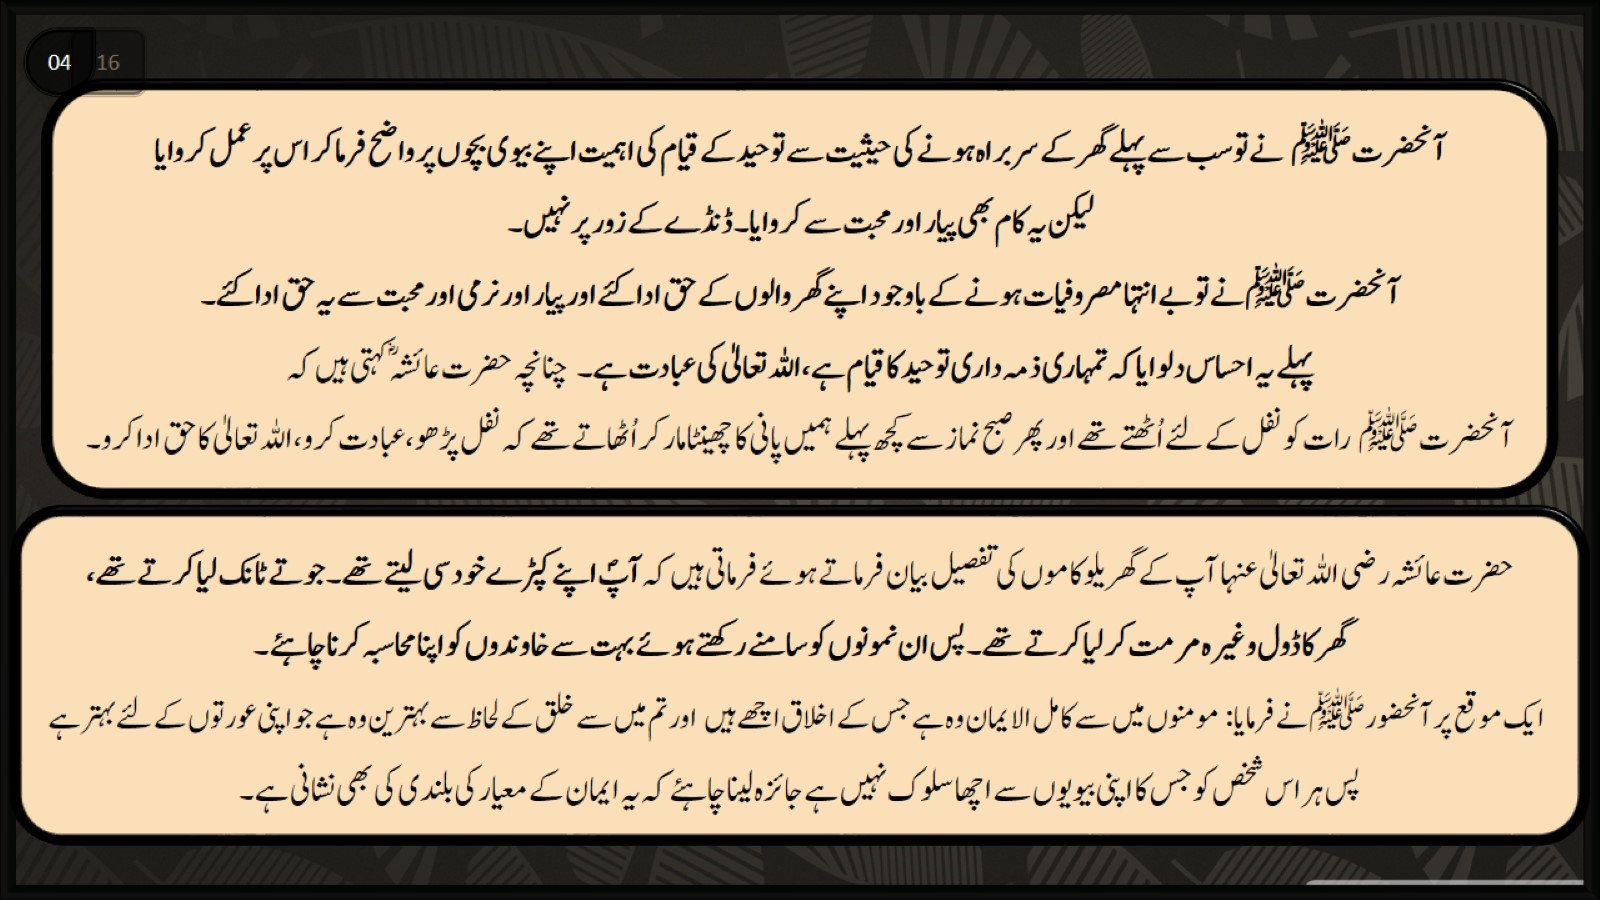 04 16
آنحضرت ﷺ نے تو سب سے پہلے گھر کے سربراہ ہونے کی حیثیت سے توحید کے قیام کی اہمیت اپنے بیوی بچوں پر واضح فرما کر اس پر عمل کروایا
لیکن یہ کام بھی پیار اور محبت سے کروایا۔ ڈنڈے کے زور پر نہیں۔
آنحضرت ﷺ نے تو بے انتہا مصروفیات ہونے کے باوجود اپنے گھر والوں کے حق ادا کئے اور پیار اور نرمی اور محبت سے یہ حق ادا کئے۔
پہلے یہ احساس دلوایا کہ تمہاری ذمہ داری توحید کا قیام ہے، اللہ تعالیٰ کی عبادت ہے۔ چنانچہ حضرت عائشہؓ کہتی ہیں کہ
آنحضرت ﷺ رات کو نفل کے لئے اُٹھتے تھے اور پھر صبح نماز سے کچھ پہلے ہمیں پانی کا چھینٹا مار کر اُٹھاتے تھے کہ نفل پڑھو، عبادت کرو، اللہ تعالیٰ کا حق ادا کرو۔
حضرت عائشہ رضی اللہ تعالیٰ عنہا آپ کے گھریلو کاموں کی تفصیل بیان فرماتے ہوئے فرماتی ہیں کہ آپؐ اپنے کپڑے خود سی لیتے تھے۔ جوتے ٹانک لیا کرتے تھے،
گھر کا ڈول وغیرہ مرمت کر لیا کرتے تھے۔ پس ان نمونوں کو سامنے رکھتے ہوئے بہت سے خاوندوں کو اپنا محاسبہ کرنا چاہئے۔
ایک موقع پر آنحضور ﷺ نے فرمایا: مومنوں میں سے کامل الایمان وہ ہے جس کے اخلاق اچھے ہیں اور تم میں سے خلق کے لحاظ سے بہترین وہ ہے جو اپنی عورتوں کے لئے بہتر ہے
پس ہر اس شخص کو جس کا اپنی بیویوں سے اچھا سلوک نہیں ہے جائزہ لینا چاہئے کہ یہ ایمان کے معیار کی بلندی کی بھی نشانی ہے۔